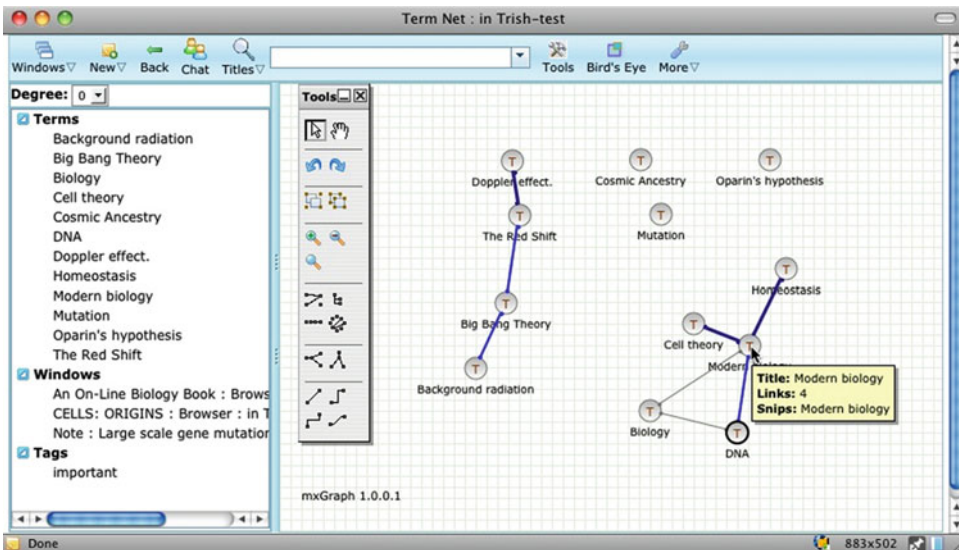 Term Net : in Trish-test
Windows▽ New▽ Back Chat Titles▽ Tools Bird's Eye More▽
Degree: 0
Terms
Background radiation
Big Bang Theory
Biology
Cell theory
Cosmic Ancestry
DNA
Doppler effect.
Homeostasis
Modern biology
Mutation
Oparin's hypothesis
The Red Shift
Windows
An On-Line Biology Book : Brows
CELLS: ORIGINS : Browser : in T
Note : Large scale gene mutation
Tags
important
Tools
T T T
Doppler effect. Cosmic Ancestry Oparin's hypothesis
T T
The Red Shift Mutation
T
Homeostasis
T
Big Bang Theory
T T
Cell theory
Modern
T
Background radiation
Title: Modern biology
Links: 4
Snips: Modern biology
T
Biology
T
DNA
mxGraph 1.0.0.1
Done 883x502